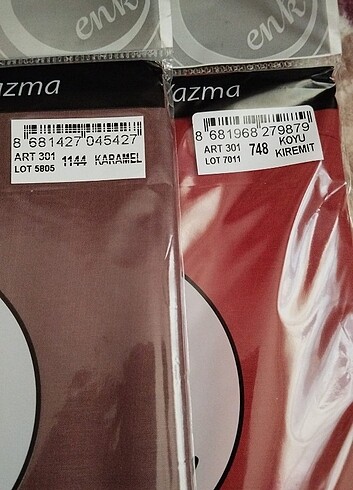 enk
azma
8 681427 045427
ART 301
LOT 5805
1144 KARAMEL
enk
yazma
8 681968 279879
ART 301
LOT 7011
748
KOYU
KIREMIT